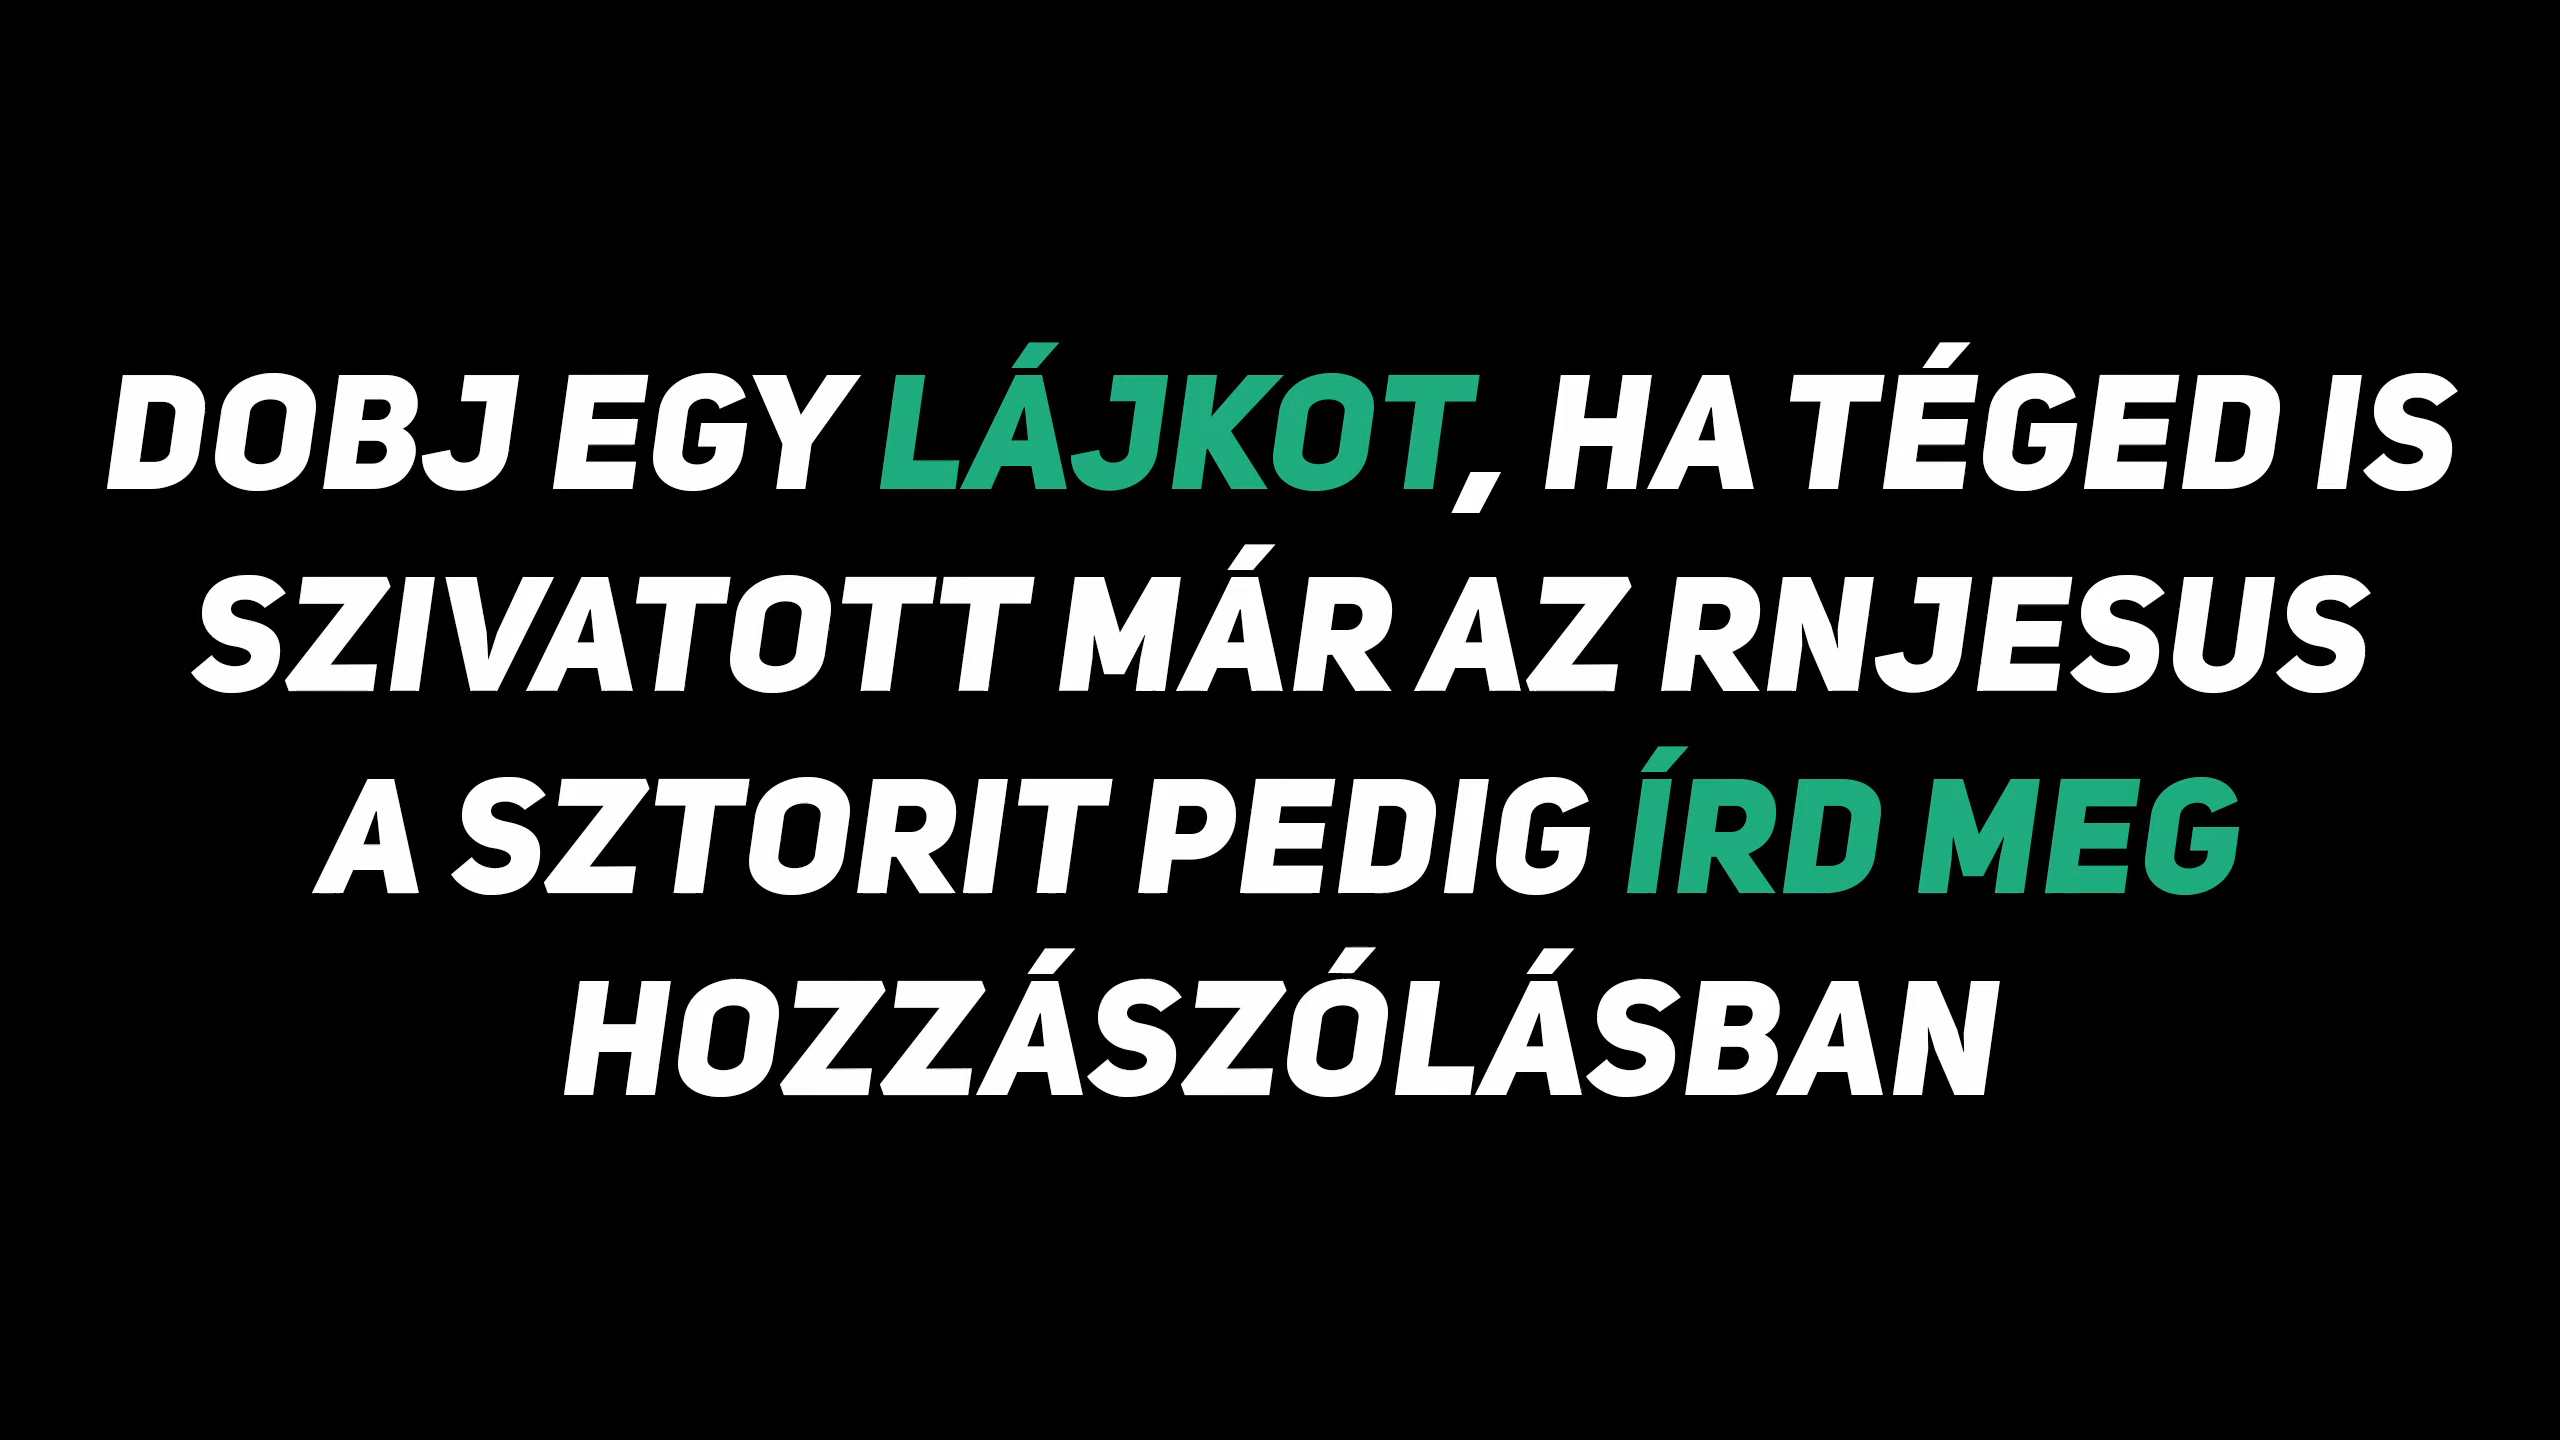 DOBJ EGY LÁJKOT, HA TÉGED IS
SZIVATOTT MÁR AZ RNJESUS
A SZTORIT PEDIG ÍRD MEG
HOZZÁSZÓLÁSBAN